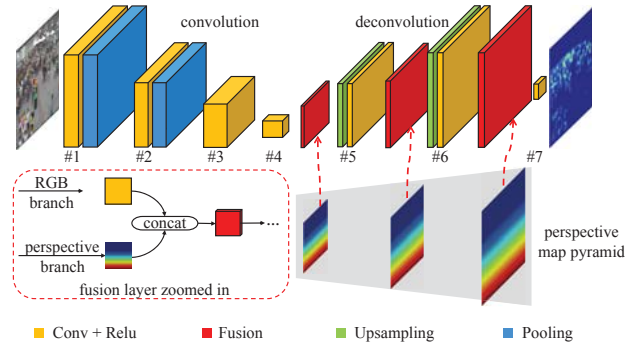 convolution
deconvolution
#1
#2
#3
#4
#5
#6
#7
RGB
branch
concat
perspective
branch
...
fusion layer zoomed in
perspective
map pyramid
Conv + Relu
Fusion
Upsampling
Pooling